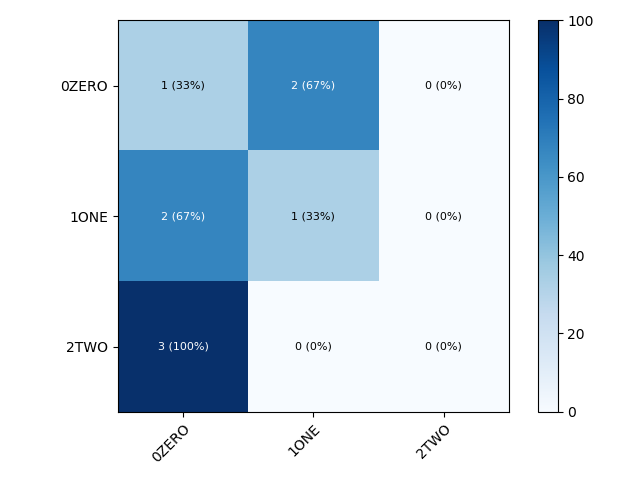 0ZERO 1 (33%) 2 (67%) 0 (0%)
1ONE 2 (67%) 1 (33%) 0 (0%)
2TWO 3 (100%) 0 (0%) 0 (0%)
0ZERO 1ONE 2TWO
100
80
60
40
20
0